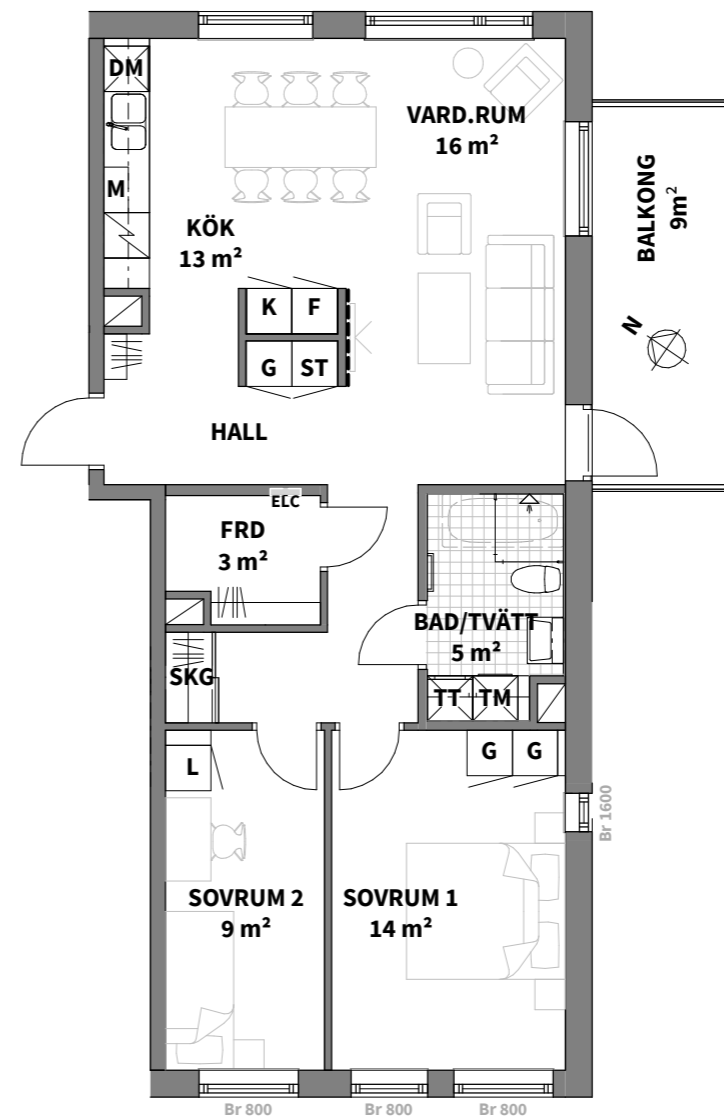 DM
VARD.RUM
16 m²
BALKONG
9m²
M
KÖK
13 m²
K
F
N
G
ST
HALL
ELC
FRD
3 m²
BAD/TVÄTT
5 m²
SKG
TT
TM
L
G
G
Br 1600
SOVRUM 2
9 m²
SOVRUM 1
14 m²
Br 800
Br 800
Br 800